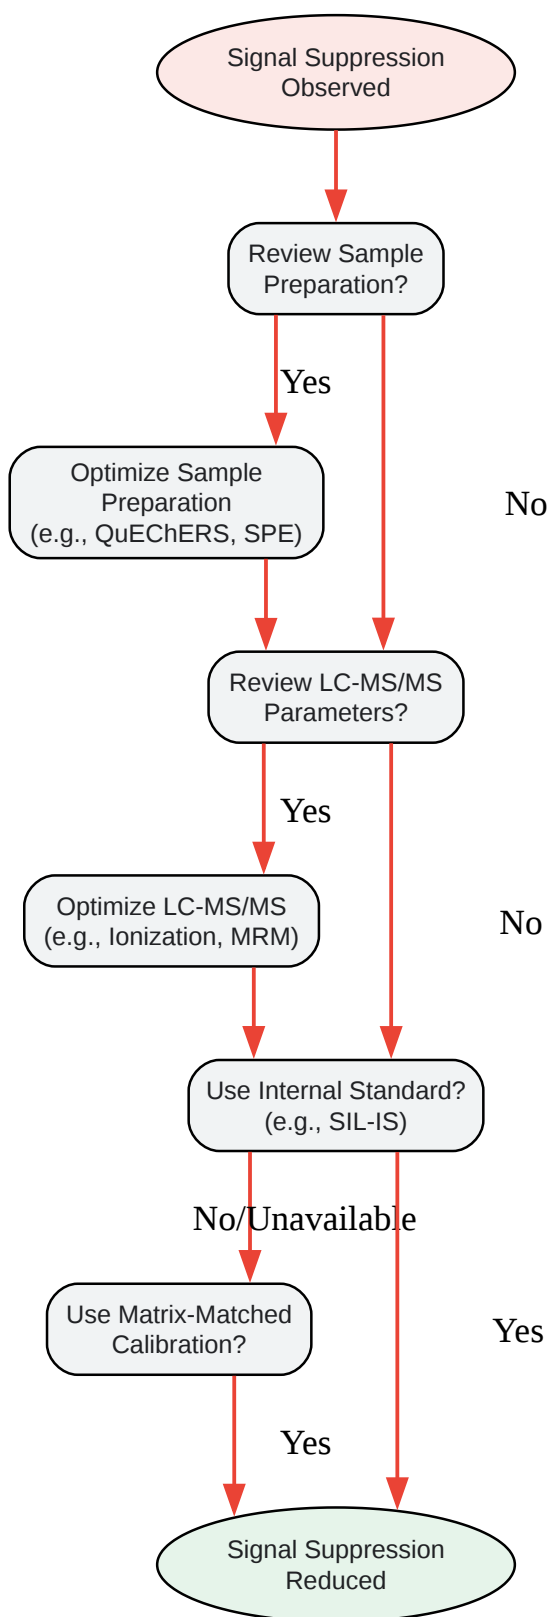 Signal Suppression
Observed
Review Sample
Preparation?
Yes
Optimize Sample
Preparation
(e.g., QuEChERS, SPE)
No
Review LC-MS/MS
Parameters?
Yes
Optimize LC-MS/MS
(e.g., Ionization, MRM)
No
Use Internal Standard?
(e.g., SIL-IS)
No/Unavailable
Use Matrix-Matched
Calibration?
Yes
Yes
Signal Suppression
Reduced